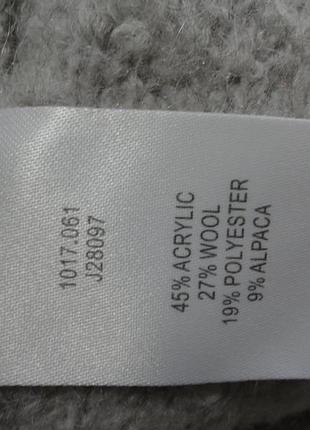 1017.061
J28097
45% ACRYLIC
27% WOOL
19% POLYESTER
9% ALPACA